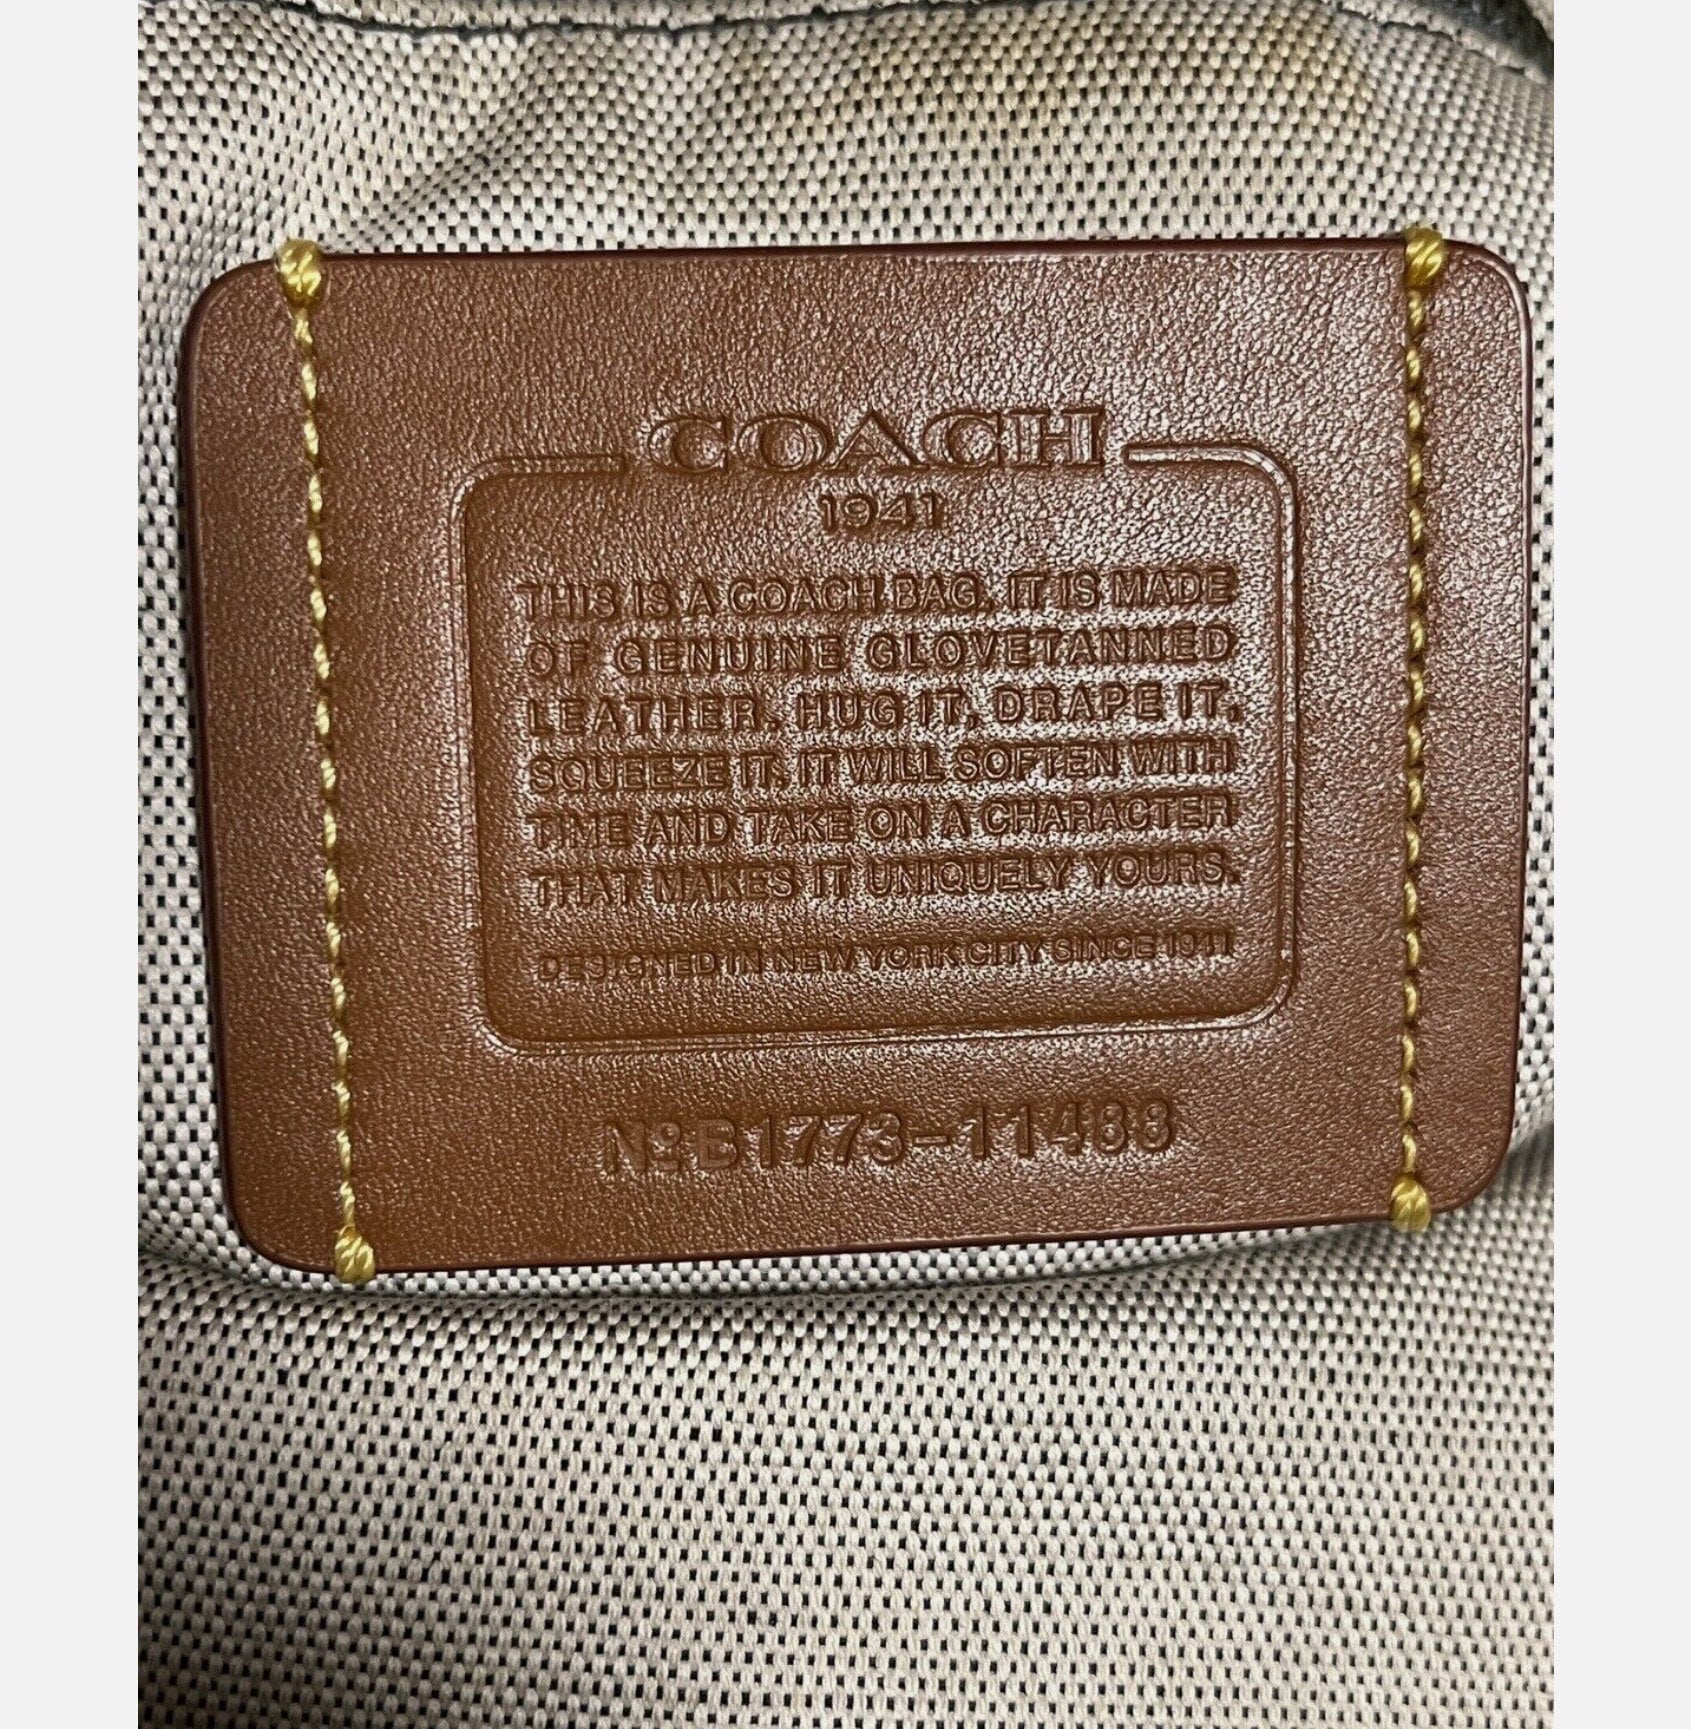 COACH
1941
THIS IS A COACH BAG. IT IS MADE
OF GENUINE GLOVETANNED
LEATHER. HUG IT, DRAPE IT,
SQUEEZE IT. IT WILL SOFTEN WITH
TIME AND TAKE ON A CHARACTER
THAT MAKES IT UNIQUELY YOURS.
DESIGNED IN NEW YORK CITY SINCE 1941
Nº B1773-11488